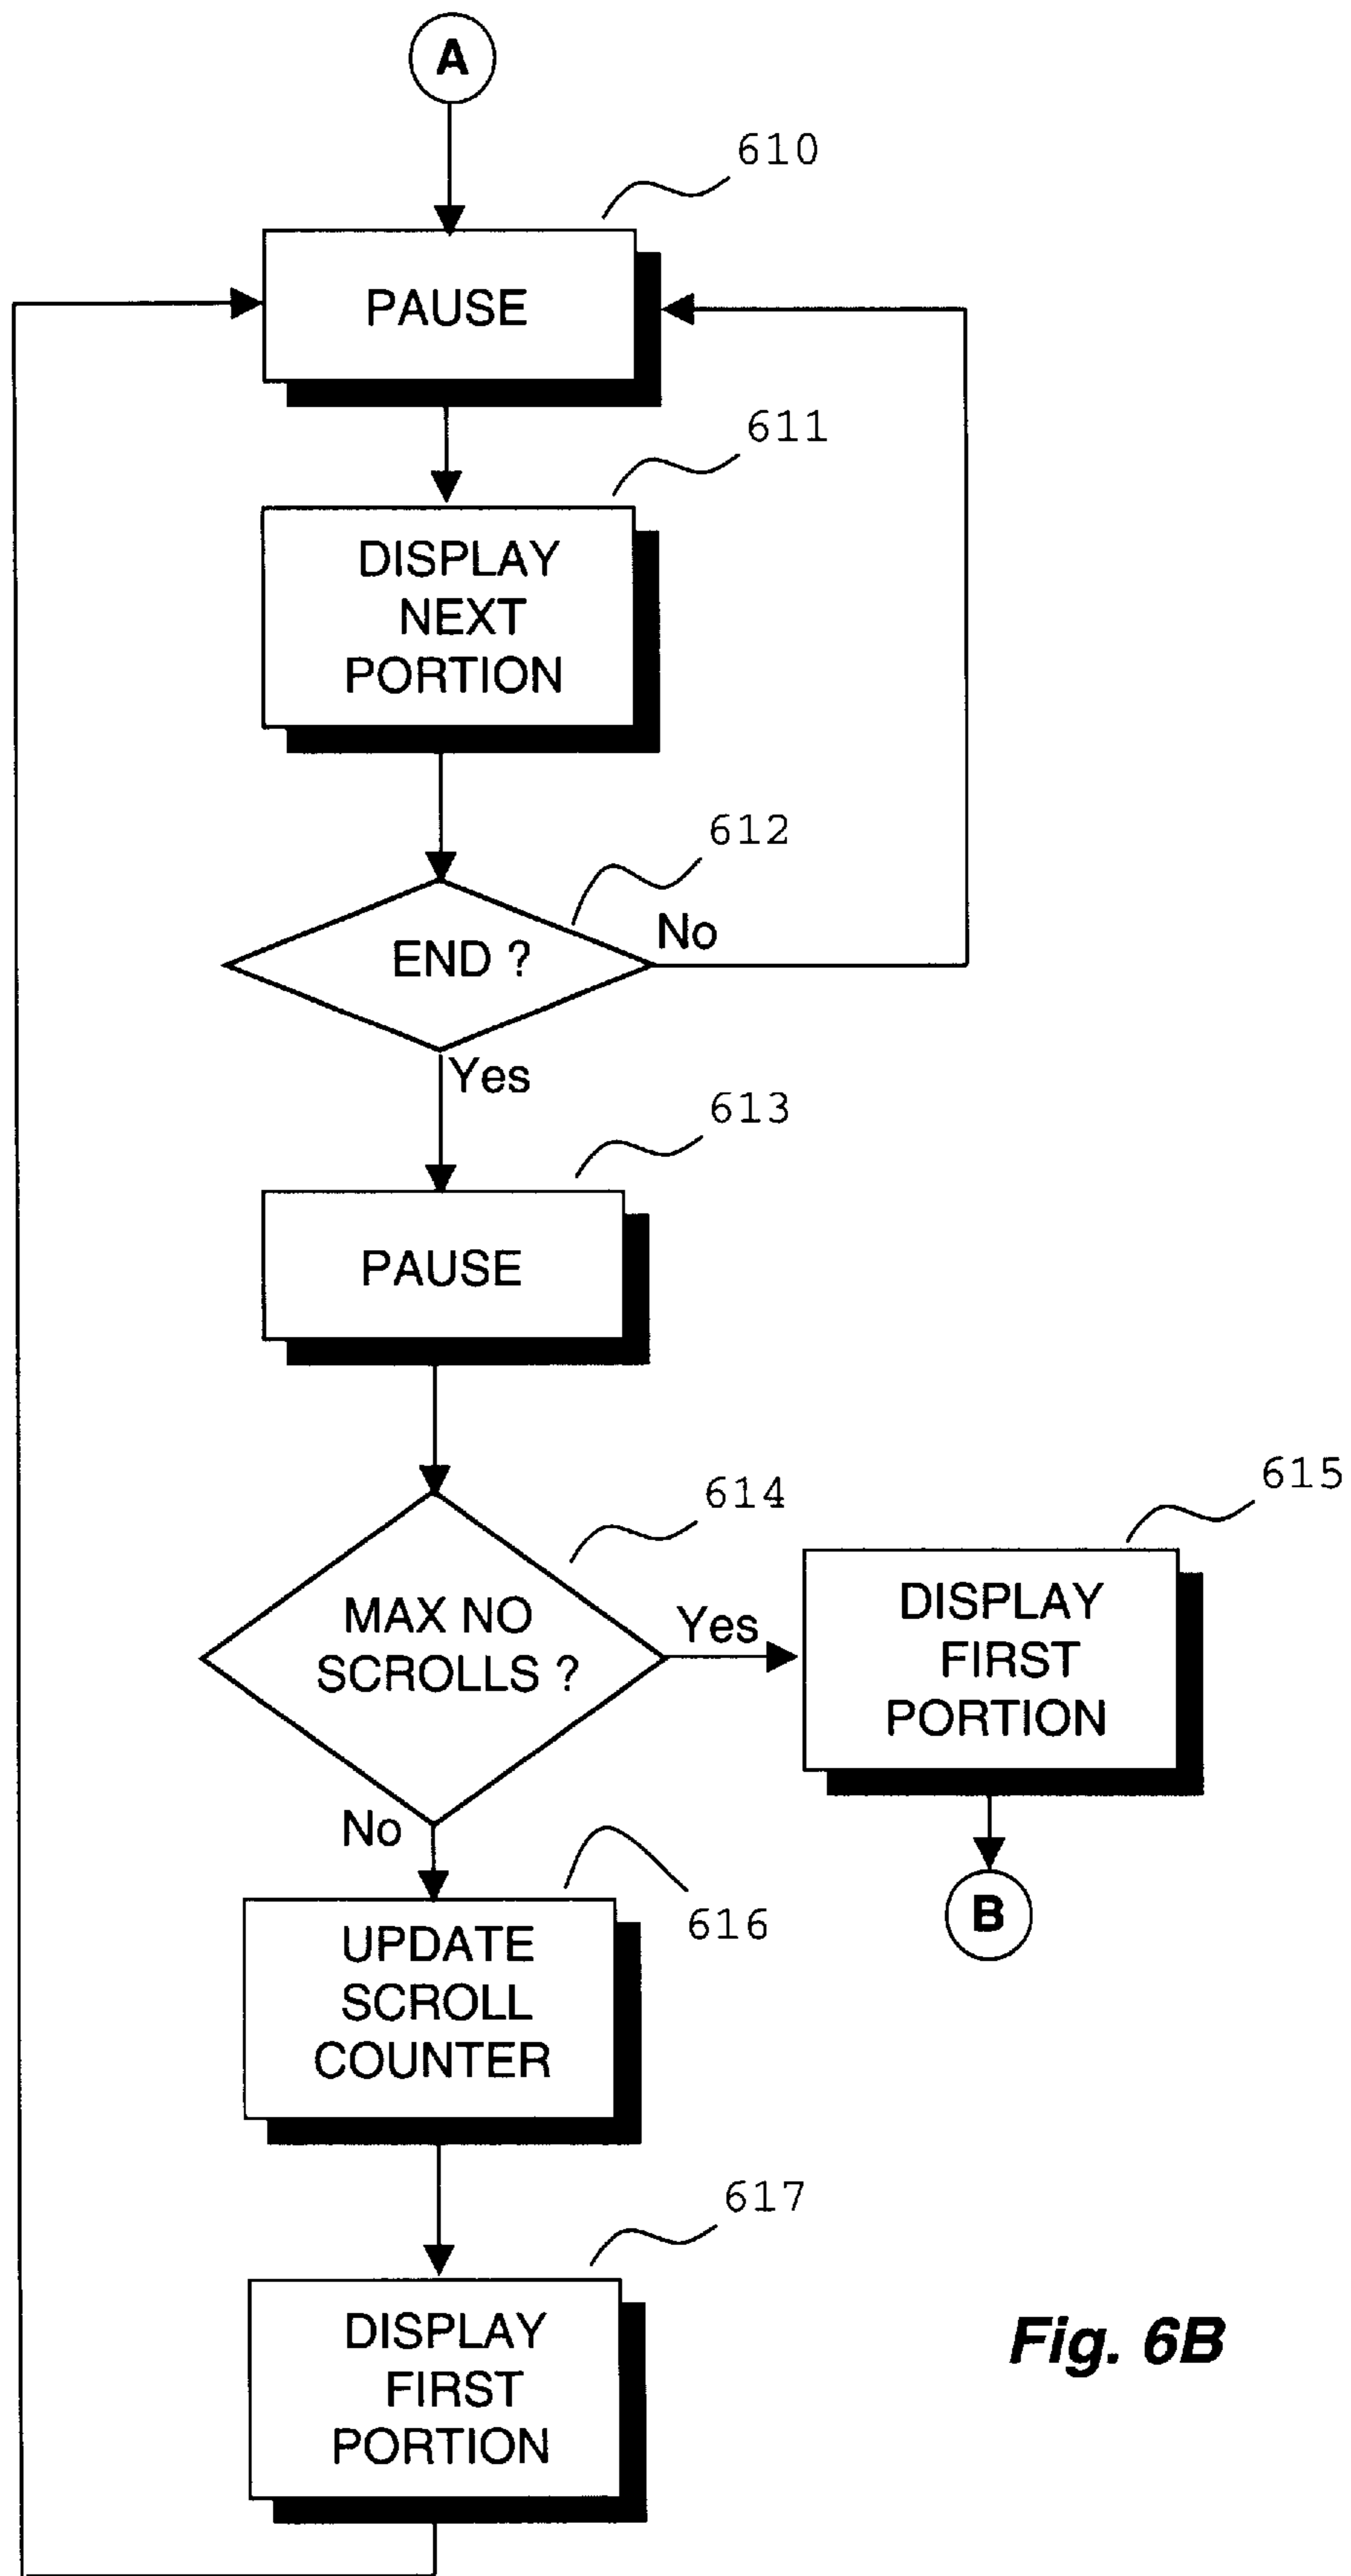 A
610
PAUSE
611
DISPLAY
NEXT
PORTION
612
END ?
No
Yes
613
PAUSE
614
615
MAX NO
SCROLLS ?
Yes
DISPLAY
FIRST
PORTION
No
616
B
UPDATE
SCROLL
COUNTER
617
DISPLAY
FIRST
PORTION
Fig. 6B